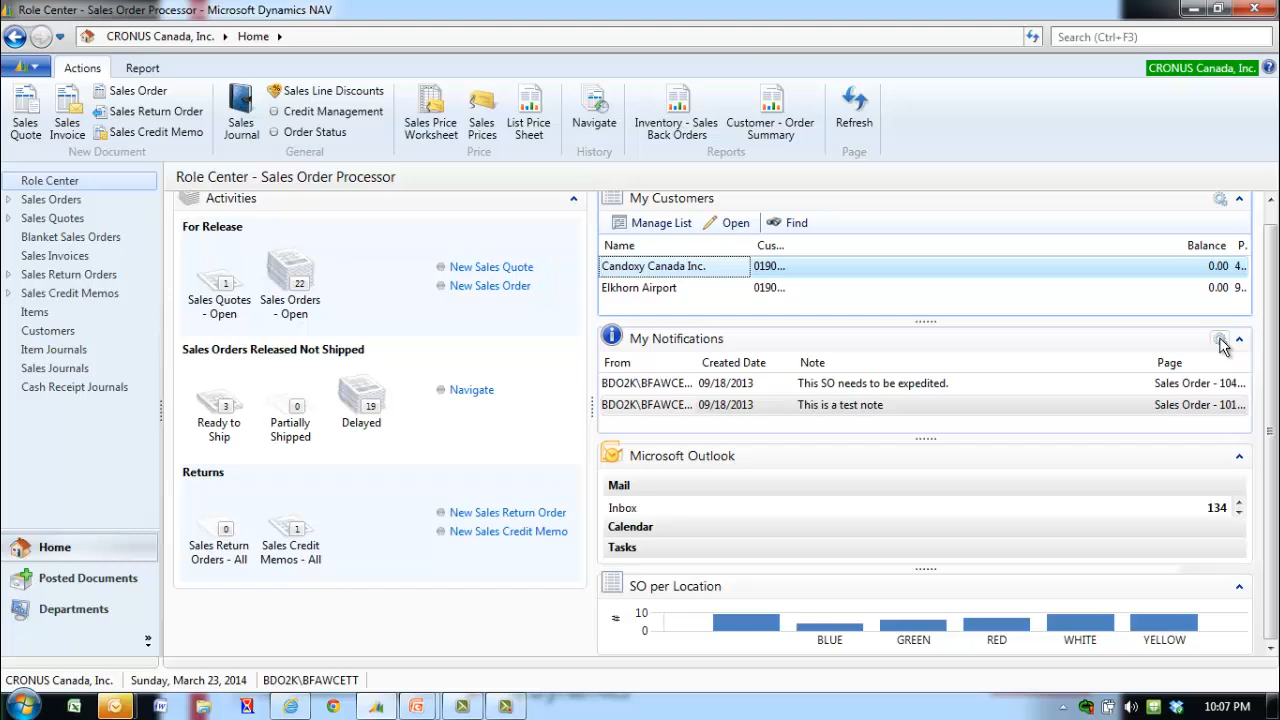 Role Center - Sales Order Processor - Microsoft Dynamics NAV
CRONUS Canada, Inc. Home
Search (Ctrl+F3)
Actions Report
CRONUS Canada, Inc.
Sales Quote
Sales Invoice
Sales Order
Sales Return Order
Sales Credit Memo
New Document
Sales Journal
Sales Line Discounts
Credit Management
Order Status
General
Sales Price Worksheet
Sales Prices
List Price Sheet
Price
Navigate
History
Inventory - Sales Back Orders
Customer - Order Summary
Reports
Refresh
Page
Role Center
Sales Orders
Sales Quotes
Blanket Sales Orders
Sales Invoices
Sales Return Orders
Sales Credit Memos
Items
Customers
Item Journals
Sales Journals
Cash Receipt Journals
Home
Posted Documents
Departments
Role Center - Sales Order Processor
Activities
For Release
1
Sales Quotes - Open
22
Sales Orders - Open
New Sales Quote
New Sales Order
Sales Orders Released Not Shipped
3
Ready to Ship
0
Partially Shipped
19
Delayed
Navigate
Returns
0
Sales Return Orders - All
1
Sales Credit Memos - All
New Sales Return Order
New Sales Credit Memo
My Customers
Manage List Open Find
Name Cus... Balance P.
Candoxy Canada Inc. 0190... 0.00 4..
Elkhorn Airport 0190... 0.00 9..
My Notifications
From Created Date Note Page
BDO2K\BFAWCE... 09/18/2013 This SO needs to be expedited. Sales Order - 104...
BDO2K\BFAWCE... 09/18/2013 This is a test note Sales Order - 101...
Microsoft Outlook
Mail
Inbox 134
Calendar
Tasks
SO per Location
#
10
0
BLUE GREEN RED WHITE YELLOW
CRONUS Canada, Inc. Sunday, March 23, 2014 BDO2K\BFAWCETT
10:07 PM